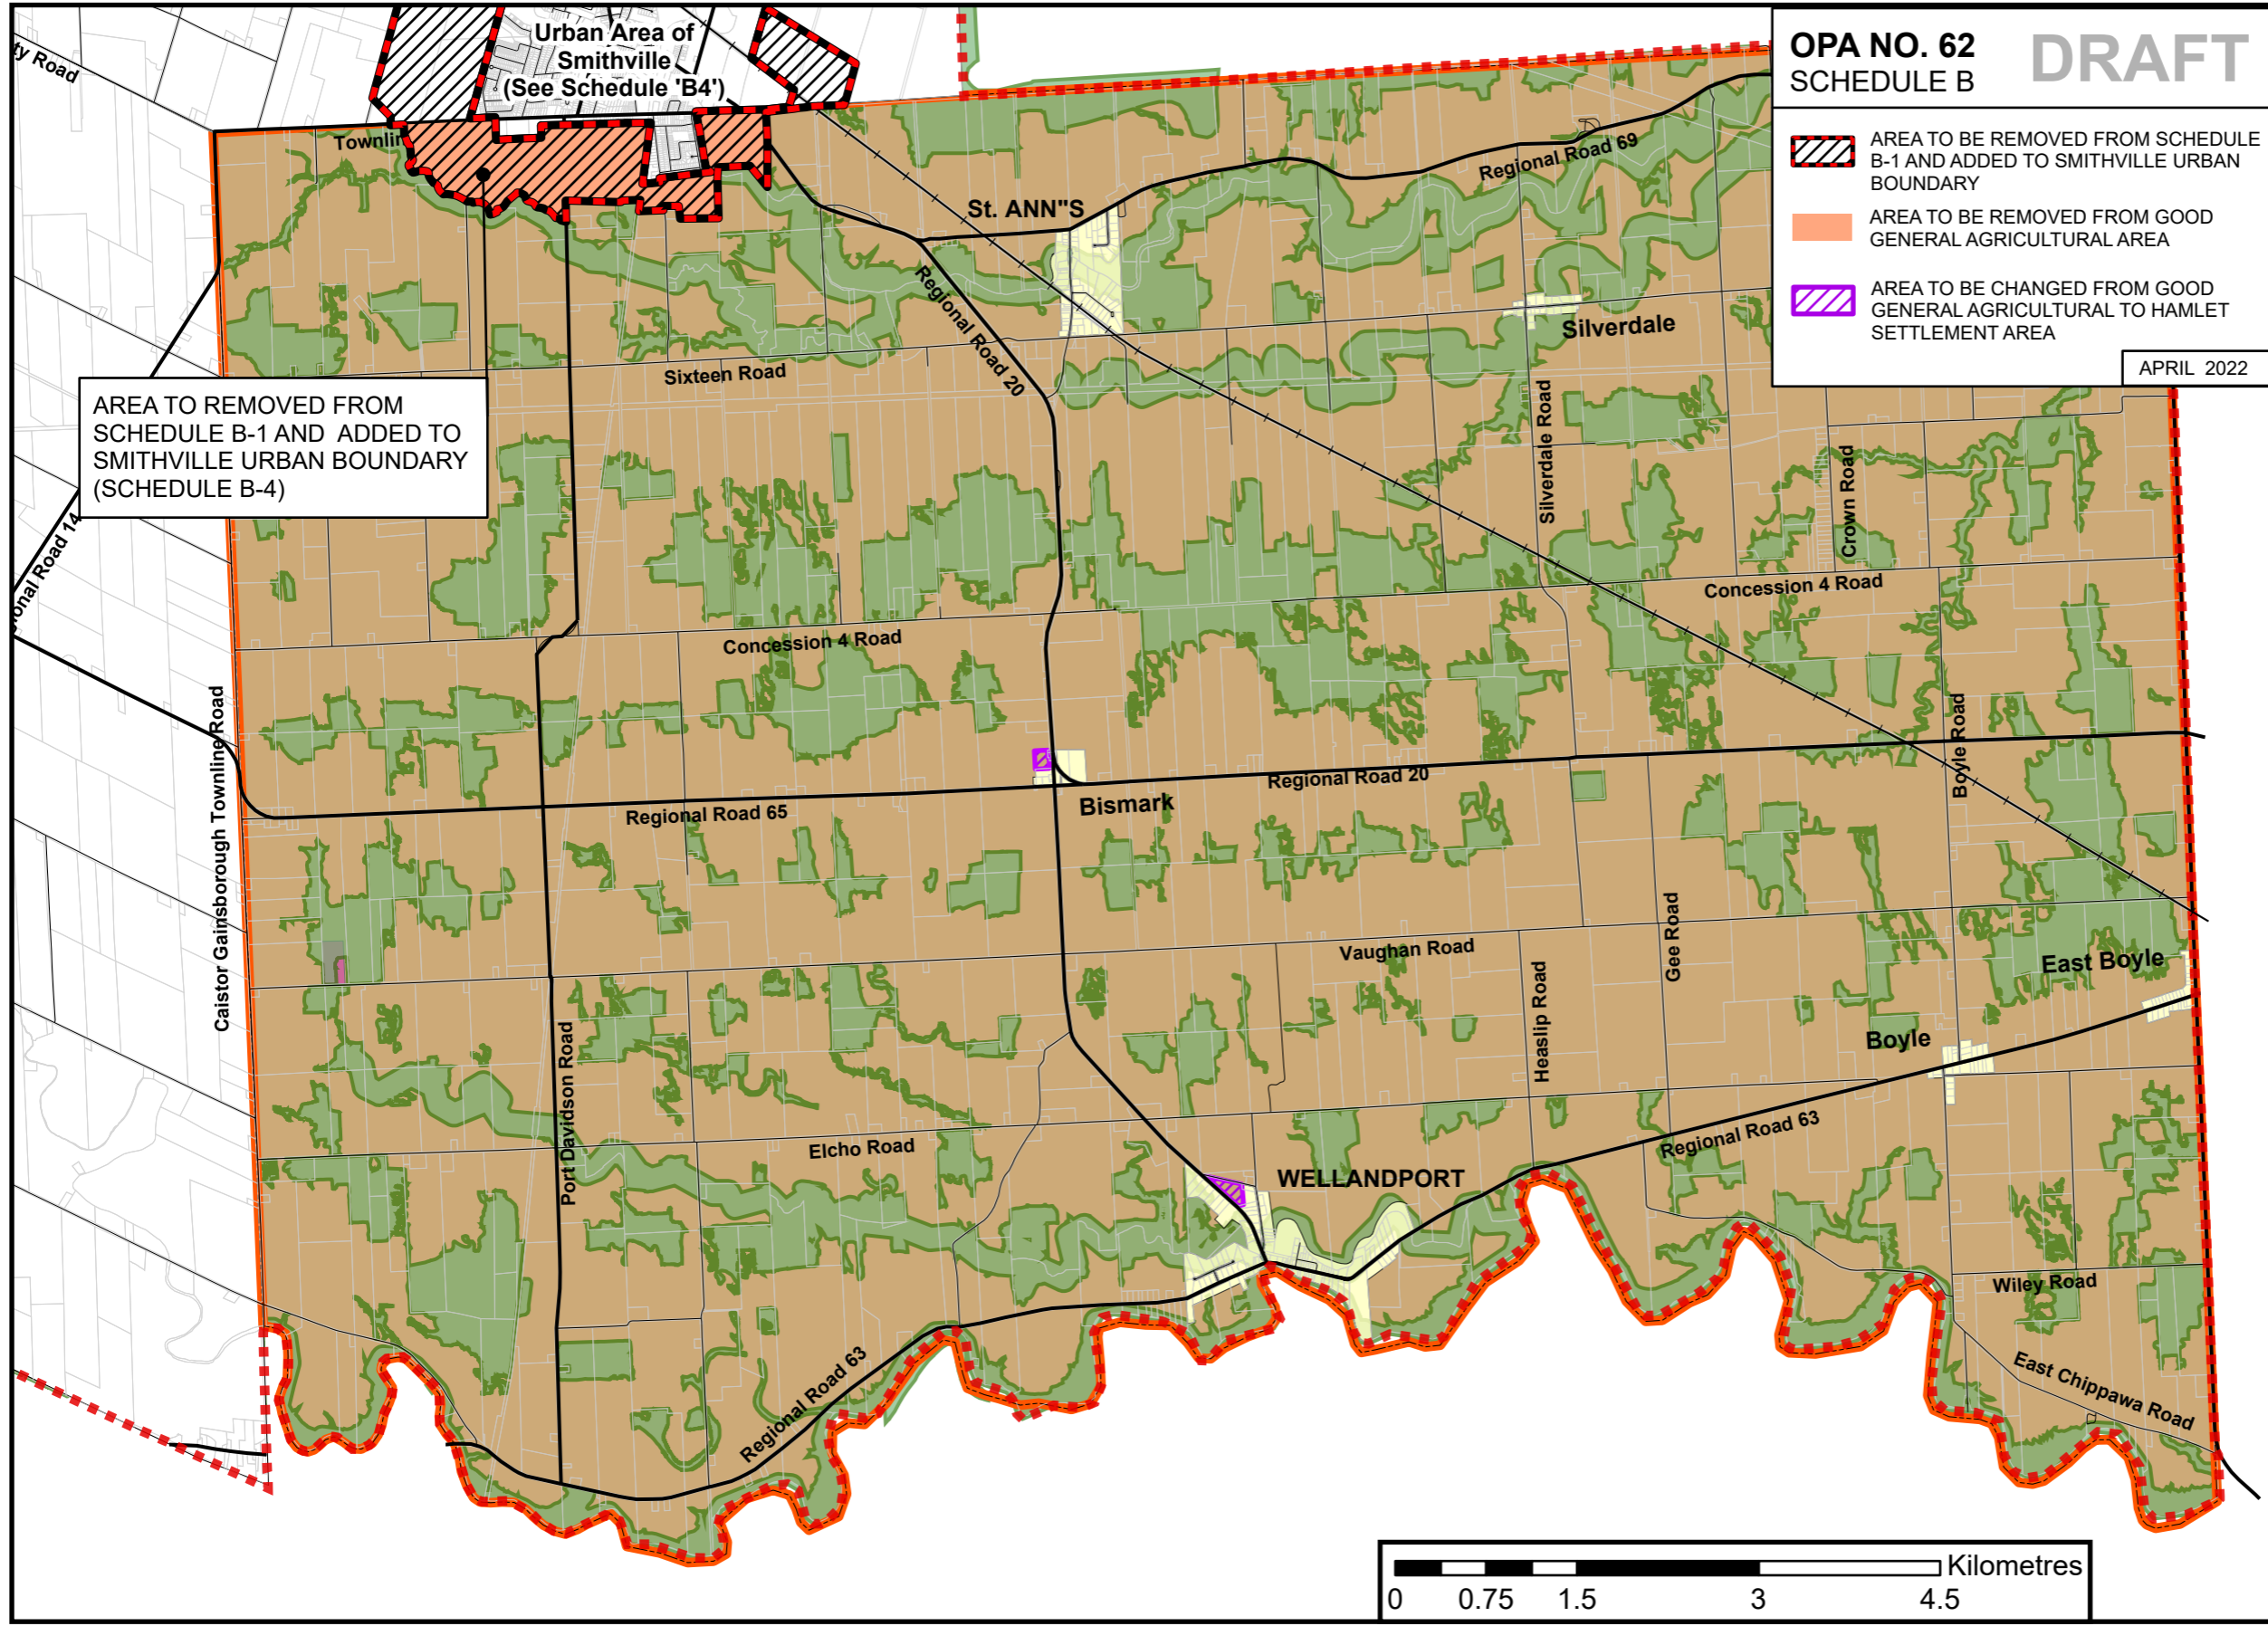 OPA NO. 62
SCHEDULE B
DRAFT
AREA TO BE REMOVED FROM SCHEDULE
B-1 AND ADDED TO SMITHVILLE URBAN
BOUNDARY
AREA TO BE REMOVED FROM GOOD
GENERAL AGRICULTURAL AREA
AREA TO BE CHANGED FROM GOOD
GENERAL AGRICULTURAL TO HAMLET
SETTLEMENT AREA
APRIL 2022
Urban Area of
Smithville
(See Schedule 'B4')
ty Road
Townlin
St. ANN"S
Regional Road 69
Regional Road 20
Silverdale
Sixteen Road
AREA TO REMOVED FROM
SCHEDULE B-1 AND ADDED TO
SMITHVILLE URBAN BOUNDARY
(SCHEDULE B-4)
Silverdale Road
Crown Road
onal Road 14
Concession 4 Road
Concession 4 Road
Caistor Gainsborough Townline Road
Boyle Road
Regional Road 20
Bismark
Regional Road 65
Vaughan Road
Gee Road
East Boyle
Heaslip Road
Boyle
Port Davidson Road
Elcho Road
Regional Road 63
WELLANDPORT
Wiley Road
East Chippawa Road
Regional Road 63
Kilometres
0 0.75 1.5 3 4.5